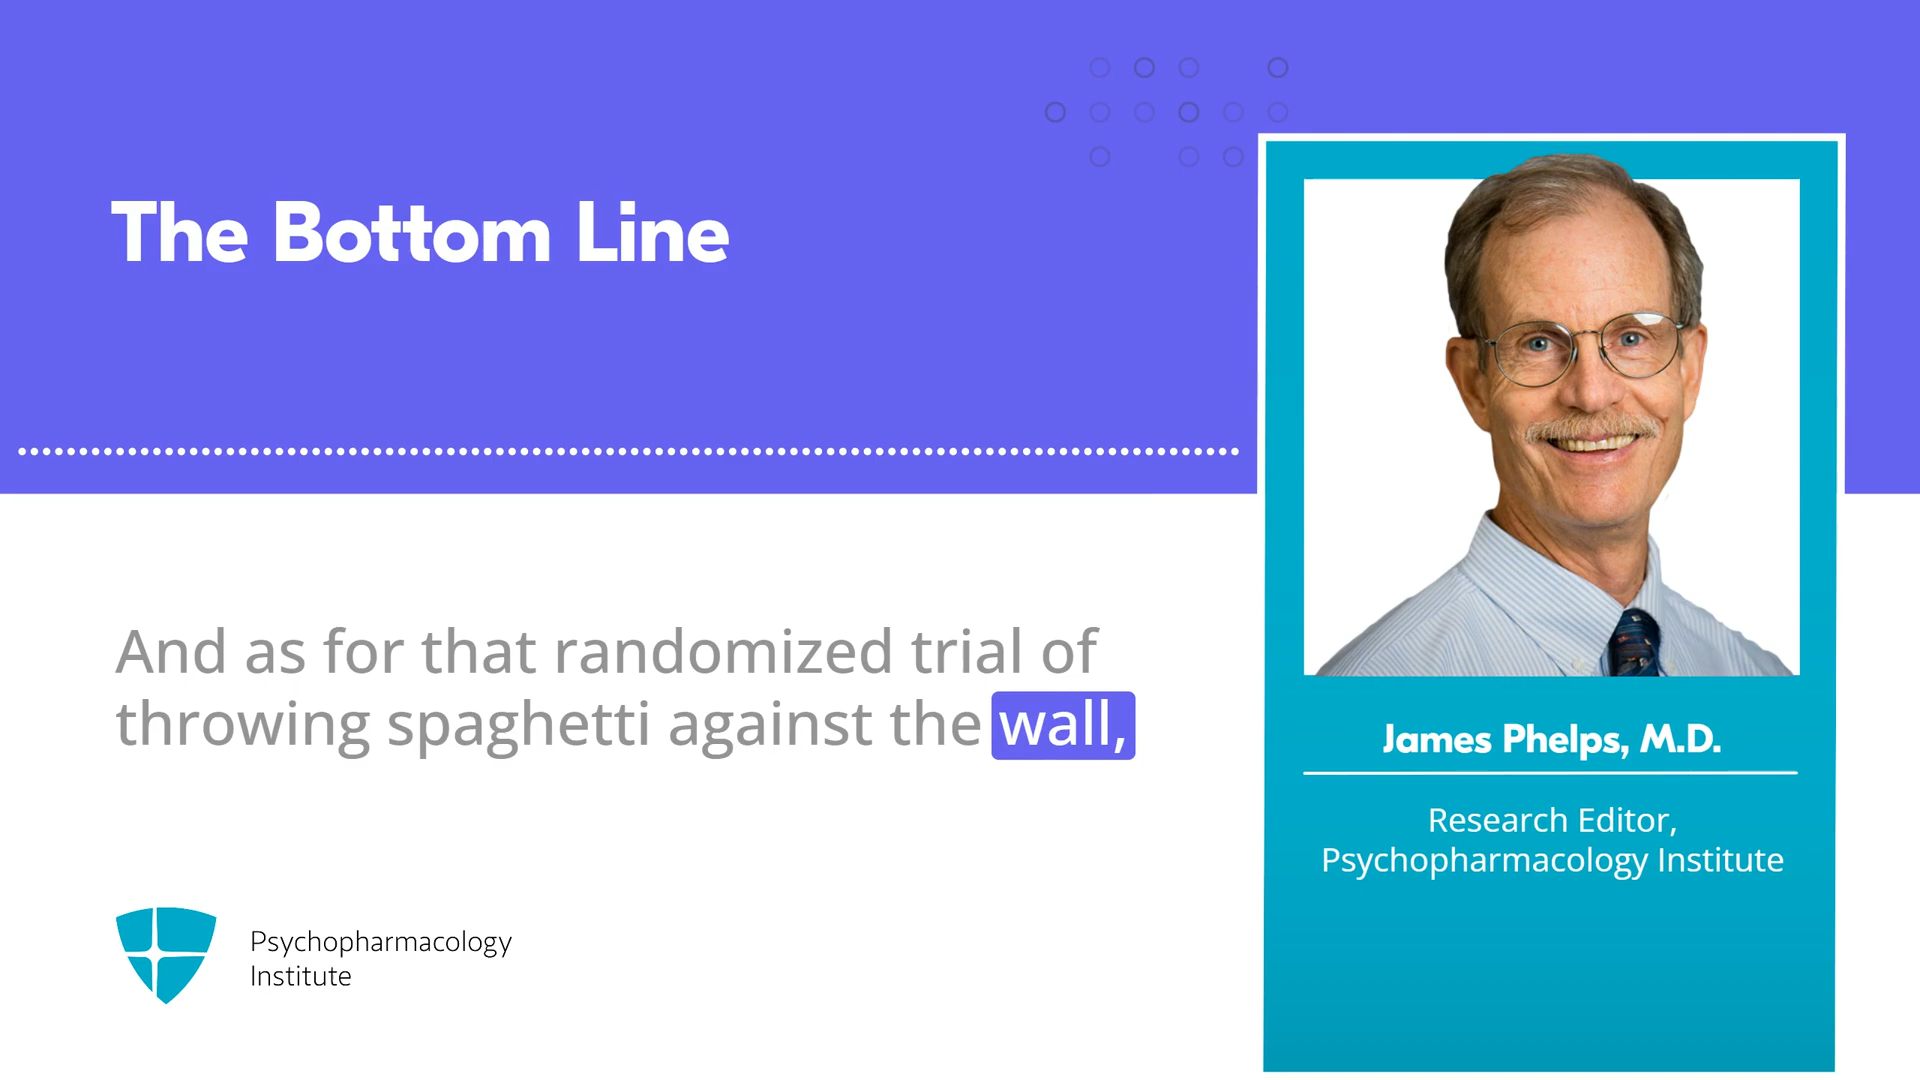 The Bottom Line
And as for that randomized trial of
throwing spaghetti against the wall,
Psychopharmacology
Institute
James Phelps, M.D.
Research Editor,
Psychopharmacology Institute